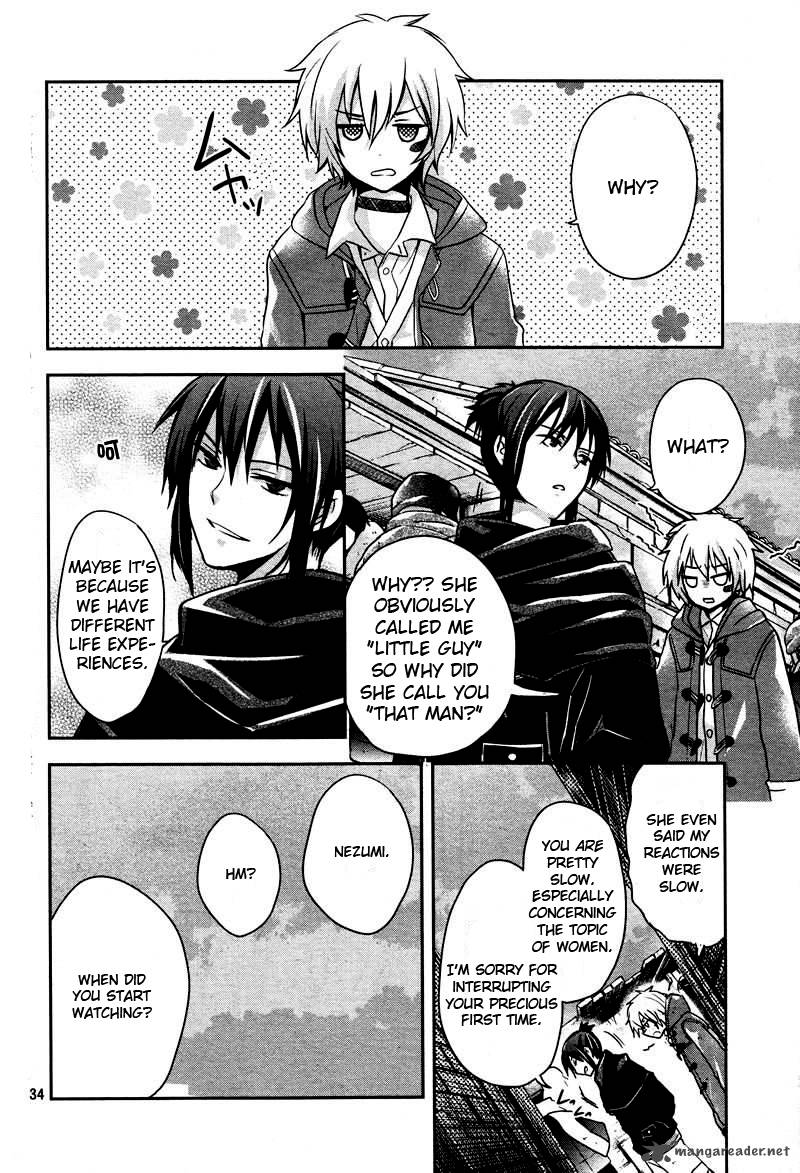 WHY?
ムッ
WHAT?
WHY?? SHE
OBVIOUSLY
CALLED ME
"LITTLE GUY"
SO WHY DID
SHE CALL YOU
"THAT MAN?"
MAYBE IT'S
BECAUSE
WE HAVE
DIFFERENT
LIFE EXPE-
RIENCES.
SHE EVEN
SAID MY
REACTIONS
WERE
SLOW.
YOU ARE
PRETTY
SLOW.
ESPECIALLY
CONCERNING
THE TOPIC
OF WOMEN.
I'M SORRY FOR
INTERRUPTING
YOUR PRECIOUS
FIRST TIME.
NEZUMI.
HM?
WHEN DID
YOU START
WATCHING?
34
mangareader.net